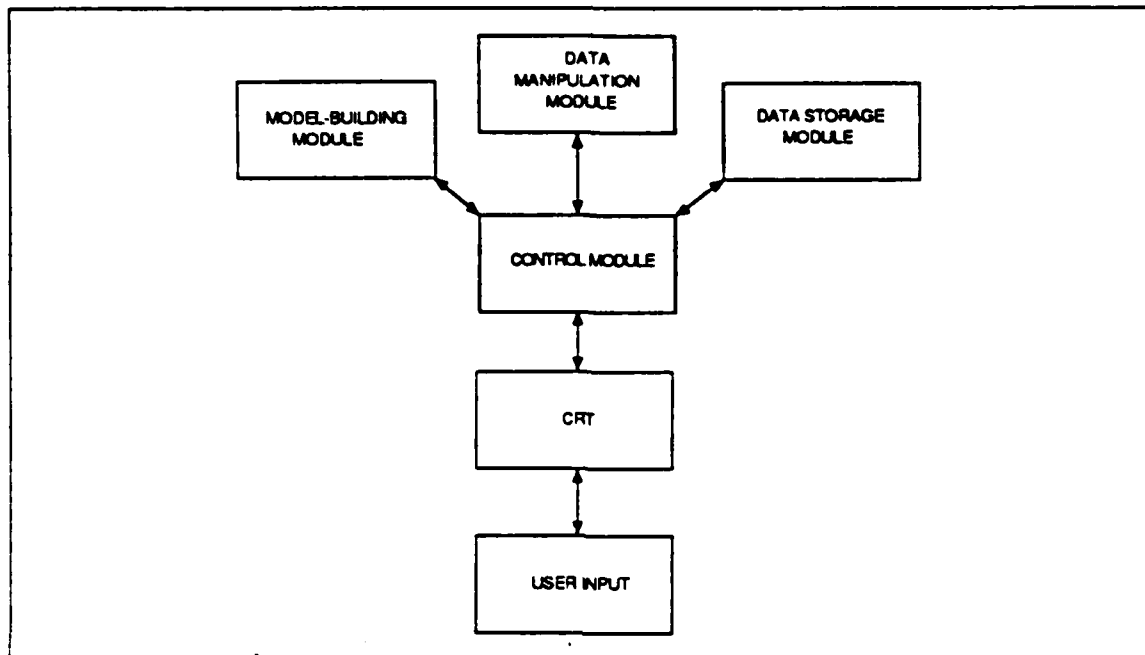 DATA
MANIPULATION
MODULE
MODEL-BUILDING
MODULE
DATA STORAGE
MODULE
CONTROL MODULE
CRT
USER INPUT